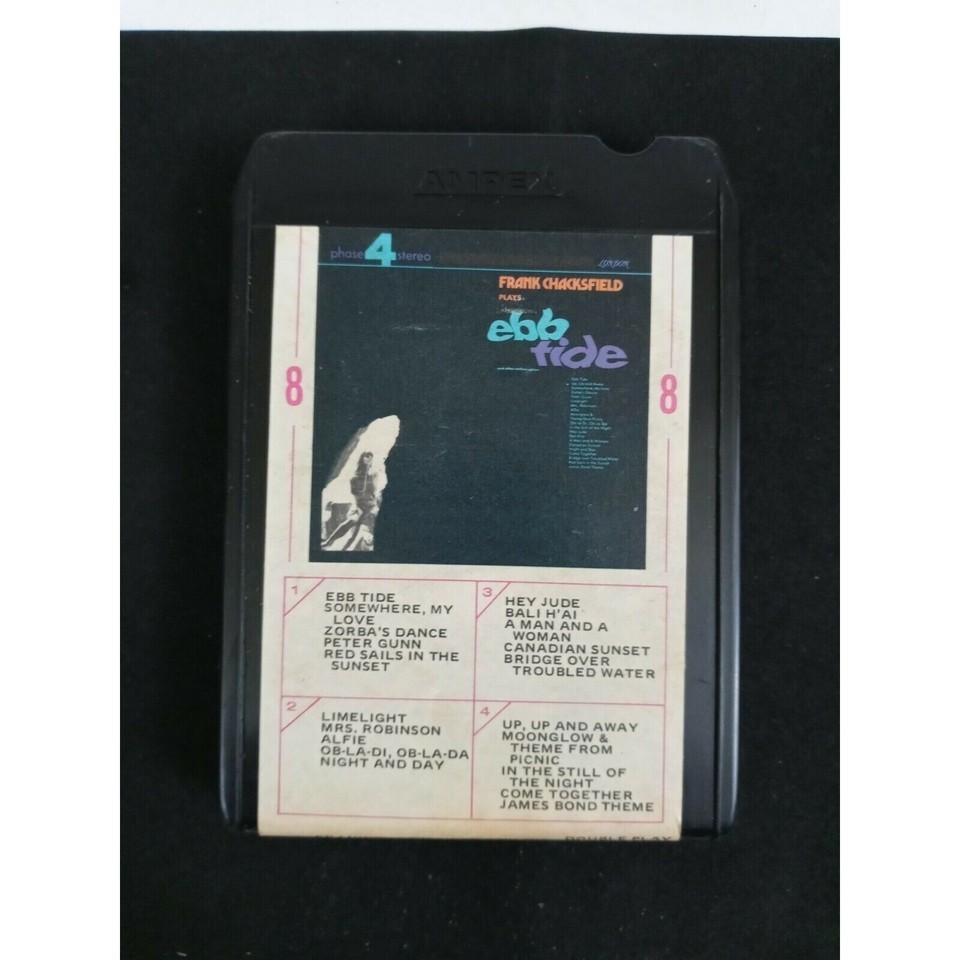 AMPEX
phase 4 stereo
LONDON
FRANK CHACKSFIELD
PLAYS
ebb
tide
8
8
1
EBB TIDE
SOMEWHERE, MY
LOVE
ZORBA'S DANCE
PETER GUNN
RED SAILS IN THE
SUNSET
2
LIMELIGHT
MRS. ROBINSON
ALFIE
OB-LA-DI, OB-LA-DA
NIGHT AND DAY
3
HEY JUDE
BALI H'AI
A MAN AND A
WOMAN
CANADIAN SUNSET
BRIDGE OVER
TROUBLED WATER
4
UP, UP AND AWAY
MOONGLOW &
THEME FROM
PICNIC
IN THE STILL OF
THE NIGHT
COME TOGETHER
JAMES BOND THEME
DOUBLE PLAY